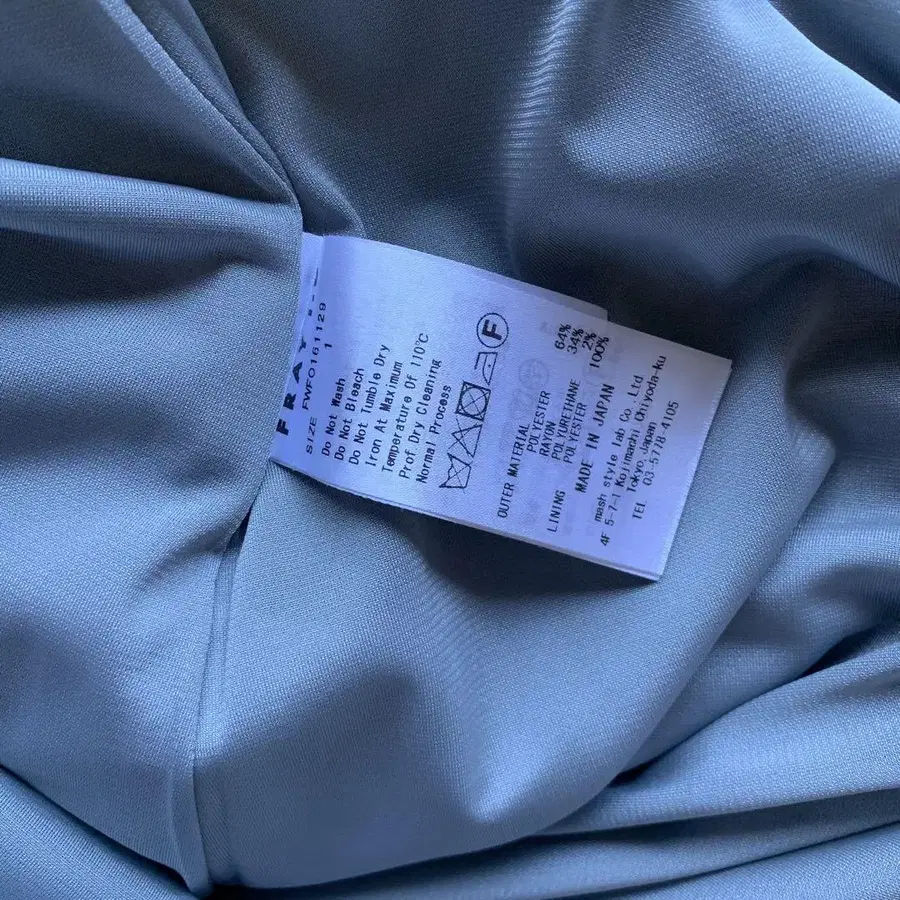 FWFO161129
SIZE 1
Do Not Wash
Do Not Bleach
Do Not Tumble Dry
Iron At Maximum
Temperature Of 110℃
Prof Dry Cleaning
Normal Process
F
OUTER MATERIAL
POLYESTER 64%
RAYON 34%
POLYURETHANE 2%
LINING POLYESTER 100%
MADE IN JAPAN
mash style lab Co Ltd
4F 5-7-1 Kojimachi Chiyoda-ku
Tokyo Japan
TEL 03-5778-4105